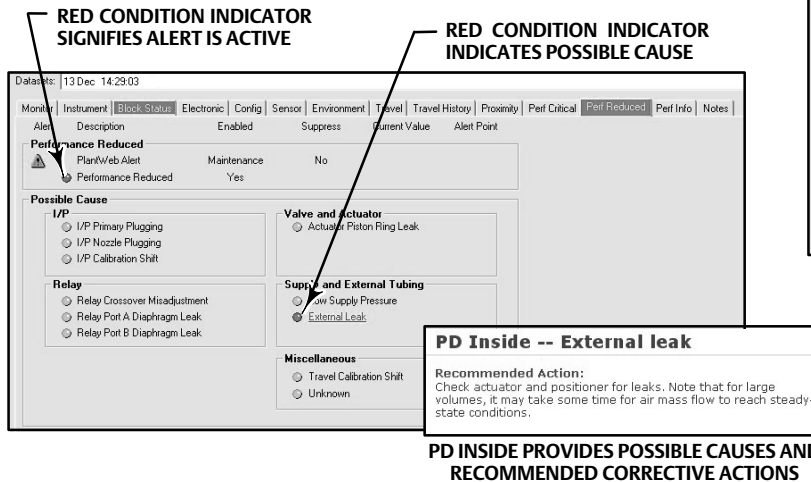 RED CONDITION INDICATOR
SIGNIFIES ALERT IS ACTIVE
RED CONDITION INDICATOR
INDICATES POSSIBLE CAUSE
Datasets: 13 Dec 14:29:03
Monitor Instrument Block Status Electronic Config Sensor Environment Travel Travel History Proximity Perf Critical Perf Reduced Perf Info Notes
Alert Description Enabled Suppress Current Value Alert Point
Performance Reduced
PlantWeb Alert Maintenance No
Performance Reduced Yes
Possible Cause
I/P
I/P Primary Plugging
I/P Nozzle Plugging
I/P Calibration Shift
Valve and Actuator
Actuator Piston Ring Leak
Relay
Relay Crossover Misadjustment
Relay Port A Diaphragm Leak
Relay Port B Diaphragm Leak
Supply and External Tubing
Low Supply Pressure
External Leak
Miscellaneous
Travel Calibration Shift
Unknown
PD Inside -- External leak
Recommended Action:
Check actuator and positioner for leaks. Note that for large
volumes, it may take some time for air mass flow to reach steady-
state conditions.
PD INSIDE PROVIDES POSSIBLE CAUSES AND
RECOMMENDED CORRECTIVE ACTIONS